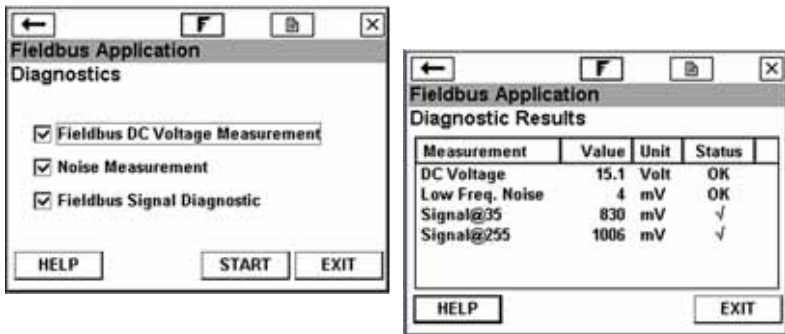 ← F ×
Fieldbus Application
Diagnostics
Fieldbus DC Voltage Measurement
Noise Measurement
Fieldbus Signal Diagnostic
HELP START EXIT
← F ×
Fieldbus Application
Diagnostic Results
Measurement Value Unit Status
DC Voltage 15.1 Volt OK
Low Freq. Noise 4 mV OK
Signal@35 830 mV √
Signal@255 1006 mV √
HELP EXIT